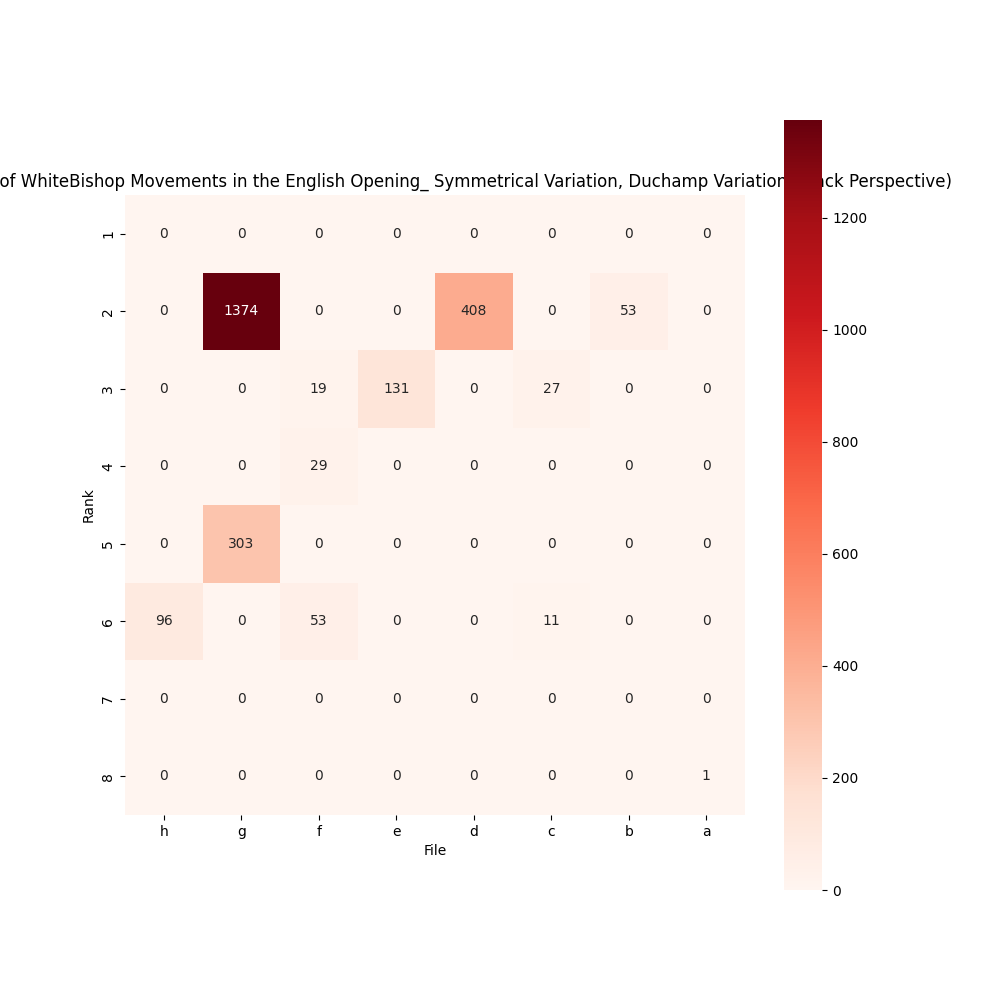 of WhiteBishop Movements in the English Opening_ Symmetrical Variation, Duchamp Variation Perspective)
1 0 0 0 0 0 0 0 0
1200
2 0 1374 0 0 408 0 53 0
1000
3 0 0 19 131 0 27 0 0
800
4 0 0 29 0 0 0 0 0
Rank
600
5 0 303 0 0 0 0 0 0
6 96 0 53 0 0 11 0 0
400
7 0 0 0 0 0 0 0 0
200
8 0 0 0 0 0 0 0 1
h g f e d c b a
File
0